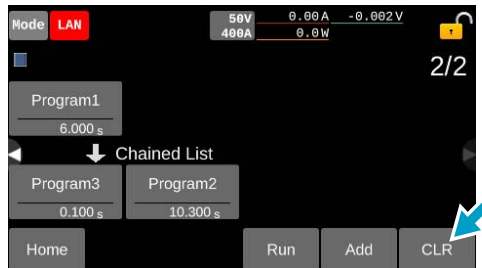 Mode LAN 50V 0.00A -0.002V
400A 0.0W
2/2
Program1
6.000 s
Chained List
Program3 Program2
0.100 s 10.300 s
Home Run Add CLR